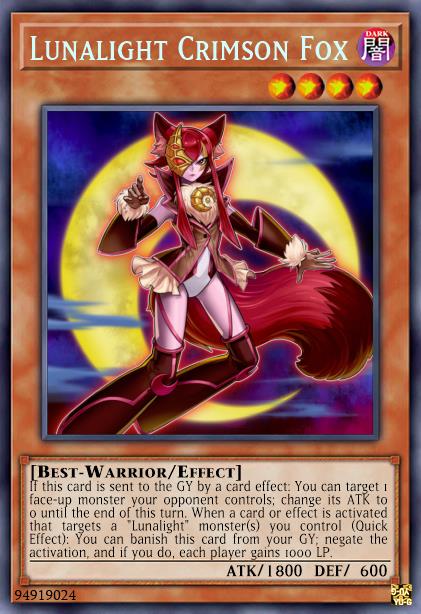 Lunalight Crimson Fox
DARK
闇
[Best-Warrior/Effect]
If this card is sent to the GY by a card effect: You can target 1
face-up monster your opponent controls; change its ATK to
0 until the end of this turn. When a card or effect is activated
that targets a "Lunalight" monster(s) you control (Quick
Effect): You can banish this card from your GY; negate the
activation, and if you do, each player gains 1000 LP.
ATK/1800 DEF/ 600
94919024